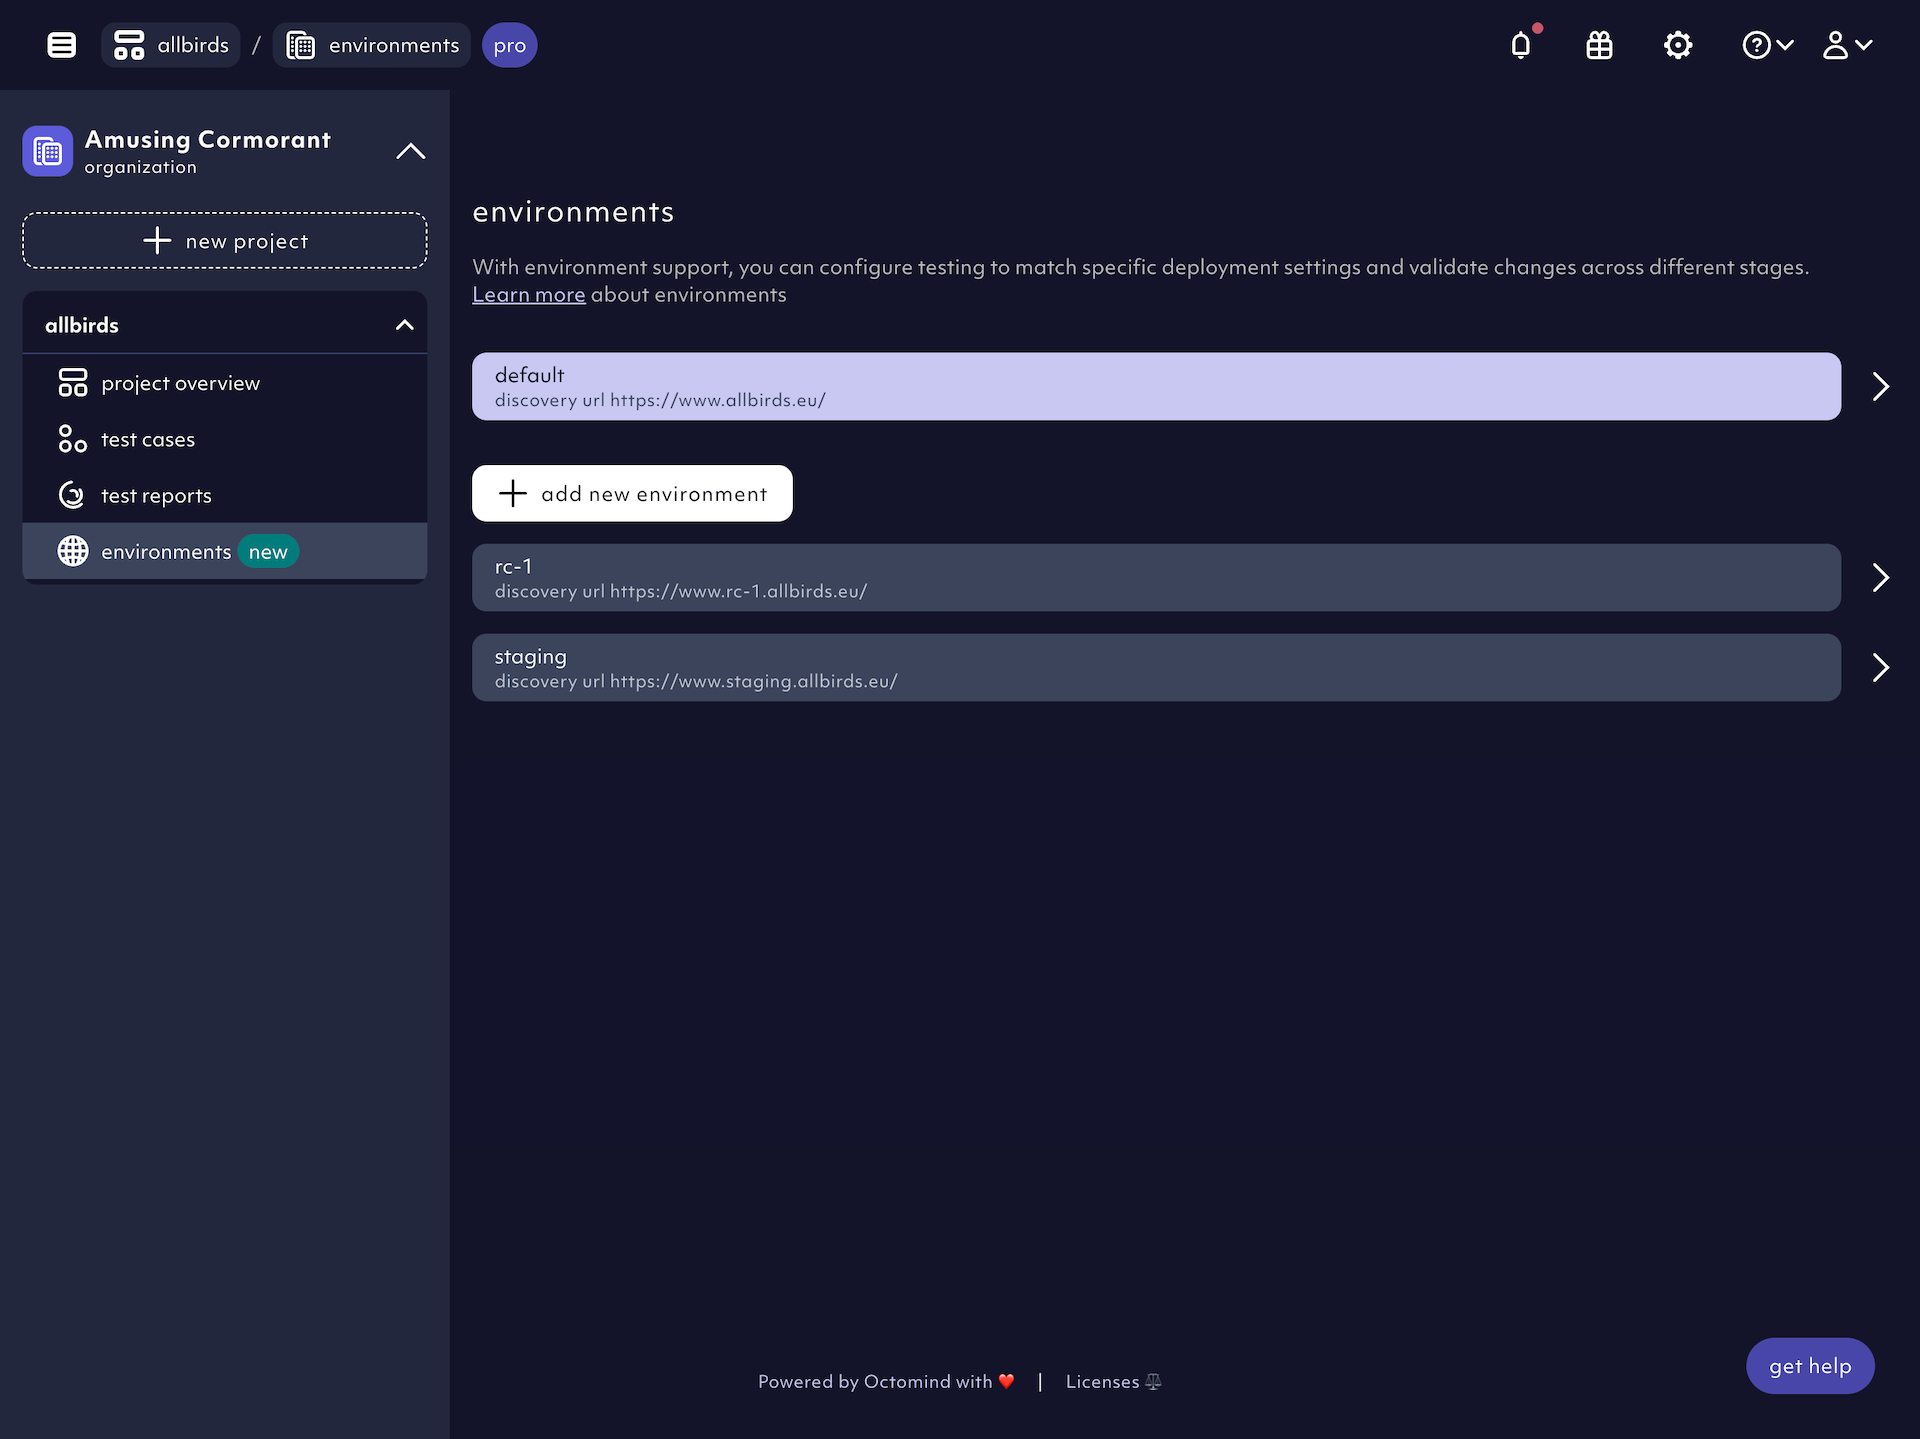 allbirds / environments pro
Amusing Cormorant
organization
new project
allbirds
project overview
test cases
test reports
environments new
environments
With environment support, you can configure testing to match specific deployment settings and validate changes across different stages.
Learn more about environments
default
discovery url https://www.allbirds.eu/
add new environment
rc-1
discovery url https://www.rc-1.allbirds.eu/
staging
discovery url https://www.staging.allbirds.eu/
Powered by Octomind with ❤️ | Licenses ⚖
get help